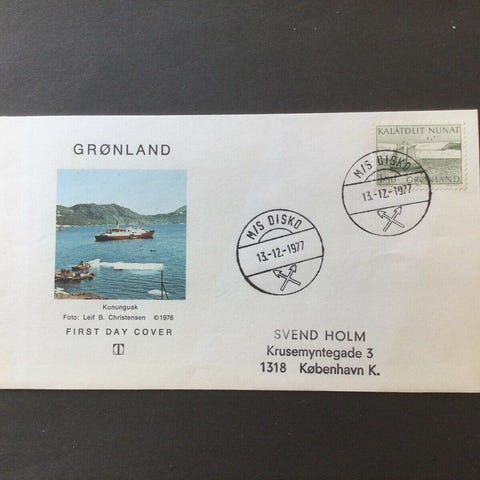 GRØNLAND
Kununguak
Foto: Leif B. Christensen ©1976
FIRST DAY COVER
KALÂTDLIT NUNÂT
GRØNLAND
M/S DISKO
13.-12.-1977
M/S DISKO
13.-12.-1977
SVEND HOLM
Krusemyntegade 3
1318 København K.